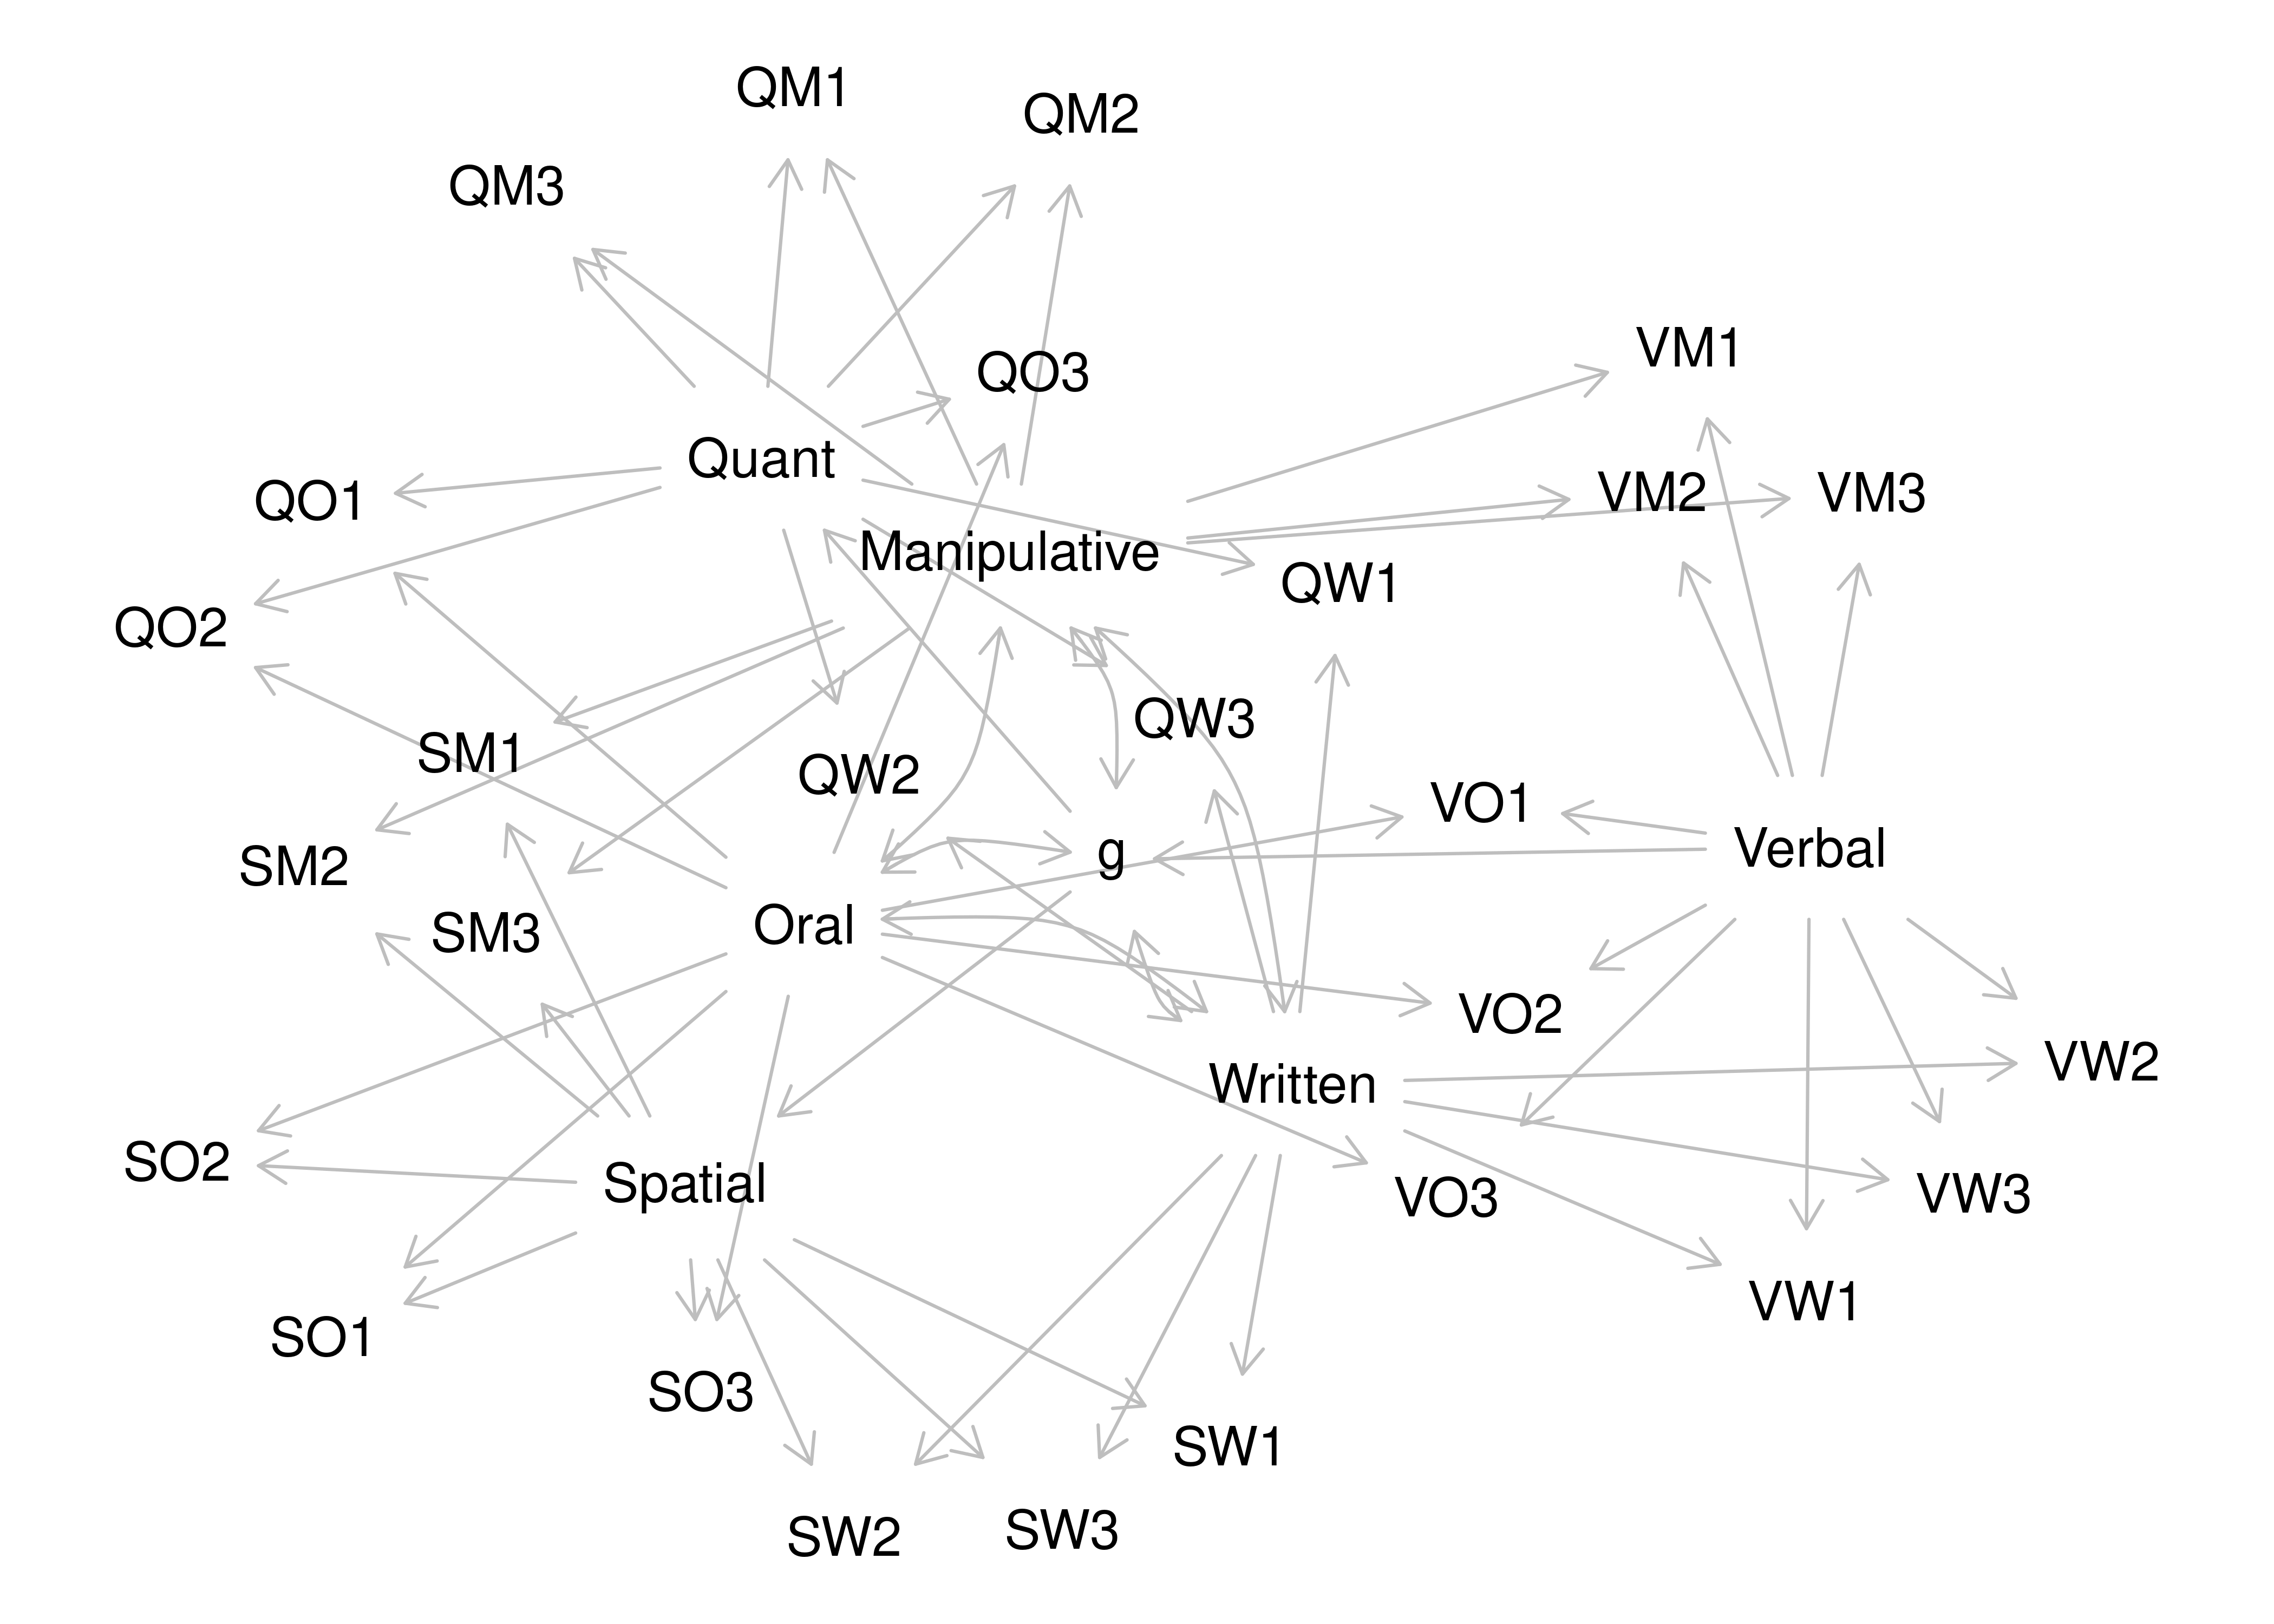 QM1
QM2
QM3
VM1
QO3
Quant
QO1
VM2
VM3
Manipulative
QW1
QO2
QW3
SM1
QW2
VO1
Verbal
g
SM2
Oral
SM3
VO2
VW2
Written
SO2
Spatial
VO3
VW3
VW1
SO1
SO3
SW1
SW3
SW2